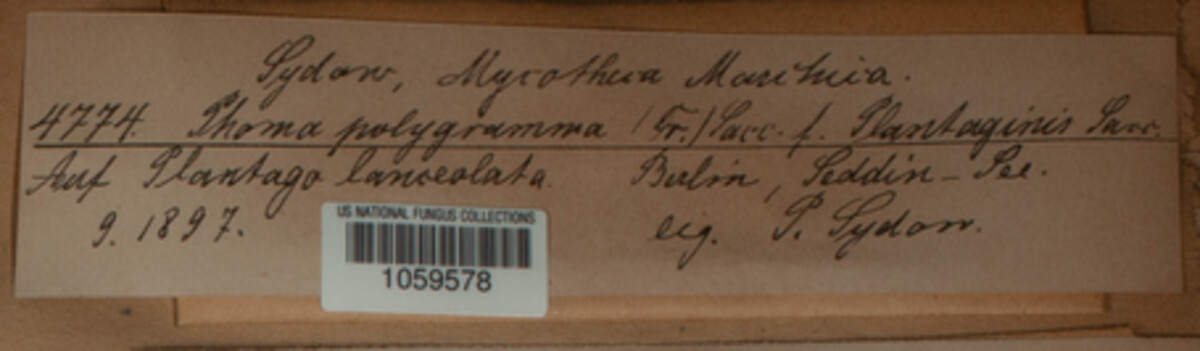 Sydow, Mycotheca Marchica.
4774. Phoma polygramma (Fr.) Sacc. f. Plantaginis Sacc.
Auf Plantago lanceolata. Berlin, Seddin-See.
9. 1897. leg. P. Sydow.
US NATIONAL FUNGUS COLLECTIONS
1059578